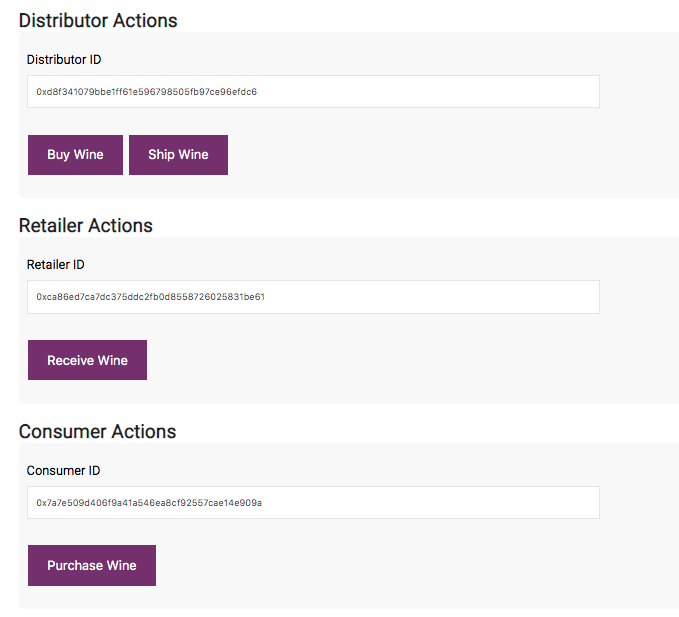 Distributor Actions
Distributor ID
0xd8f341079bbe1ff61e596798505fb97ce96efdc6
Buy Wine Ship Wine
Retailer Actions
Retailer ID
0xca86ed7ca7dc375ddc2fb0d8558726025831be61
Receive Wine
Consumer Actions
Consumer ID
0x7a7e509d406f9a41a546ea8cf92557cae14e909a
Purchase Wine